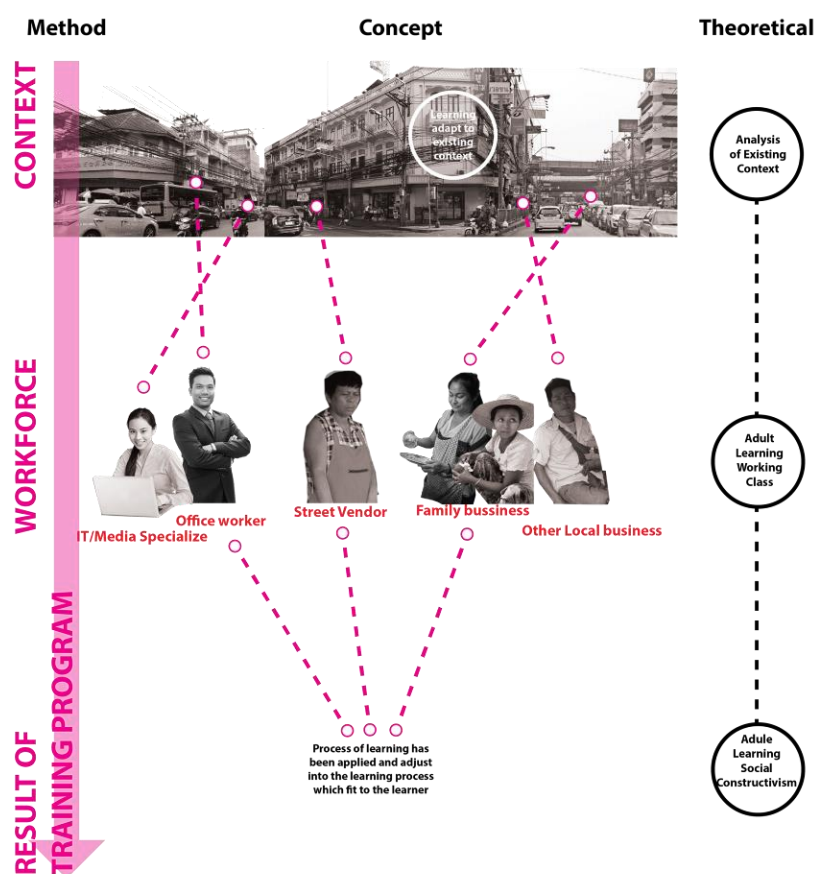 Method
Concept
Theoretical
CONTEXT
Learning
adapt to
existing
context
Analysis
of Existing
Context
WORKFORCE
Adult
Learning
Working
Class
Street Vendor
Family bussiness
Office worker
IT/Media Specialize
Other Local business
RESULT OF
TRAINING PROGRAM
Process of learning has
been applied and adjust
into the learning process
which fit to the learner
Adule
Learning
Social
Constructivism